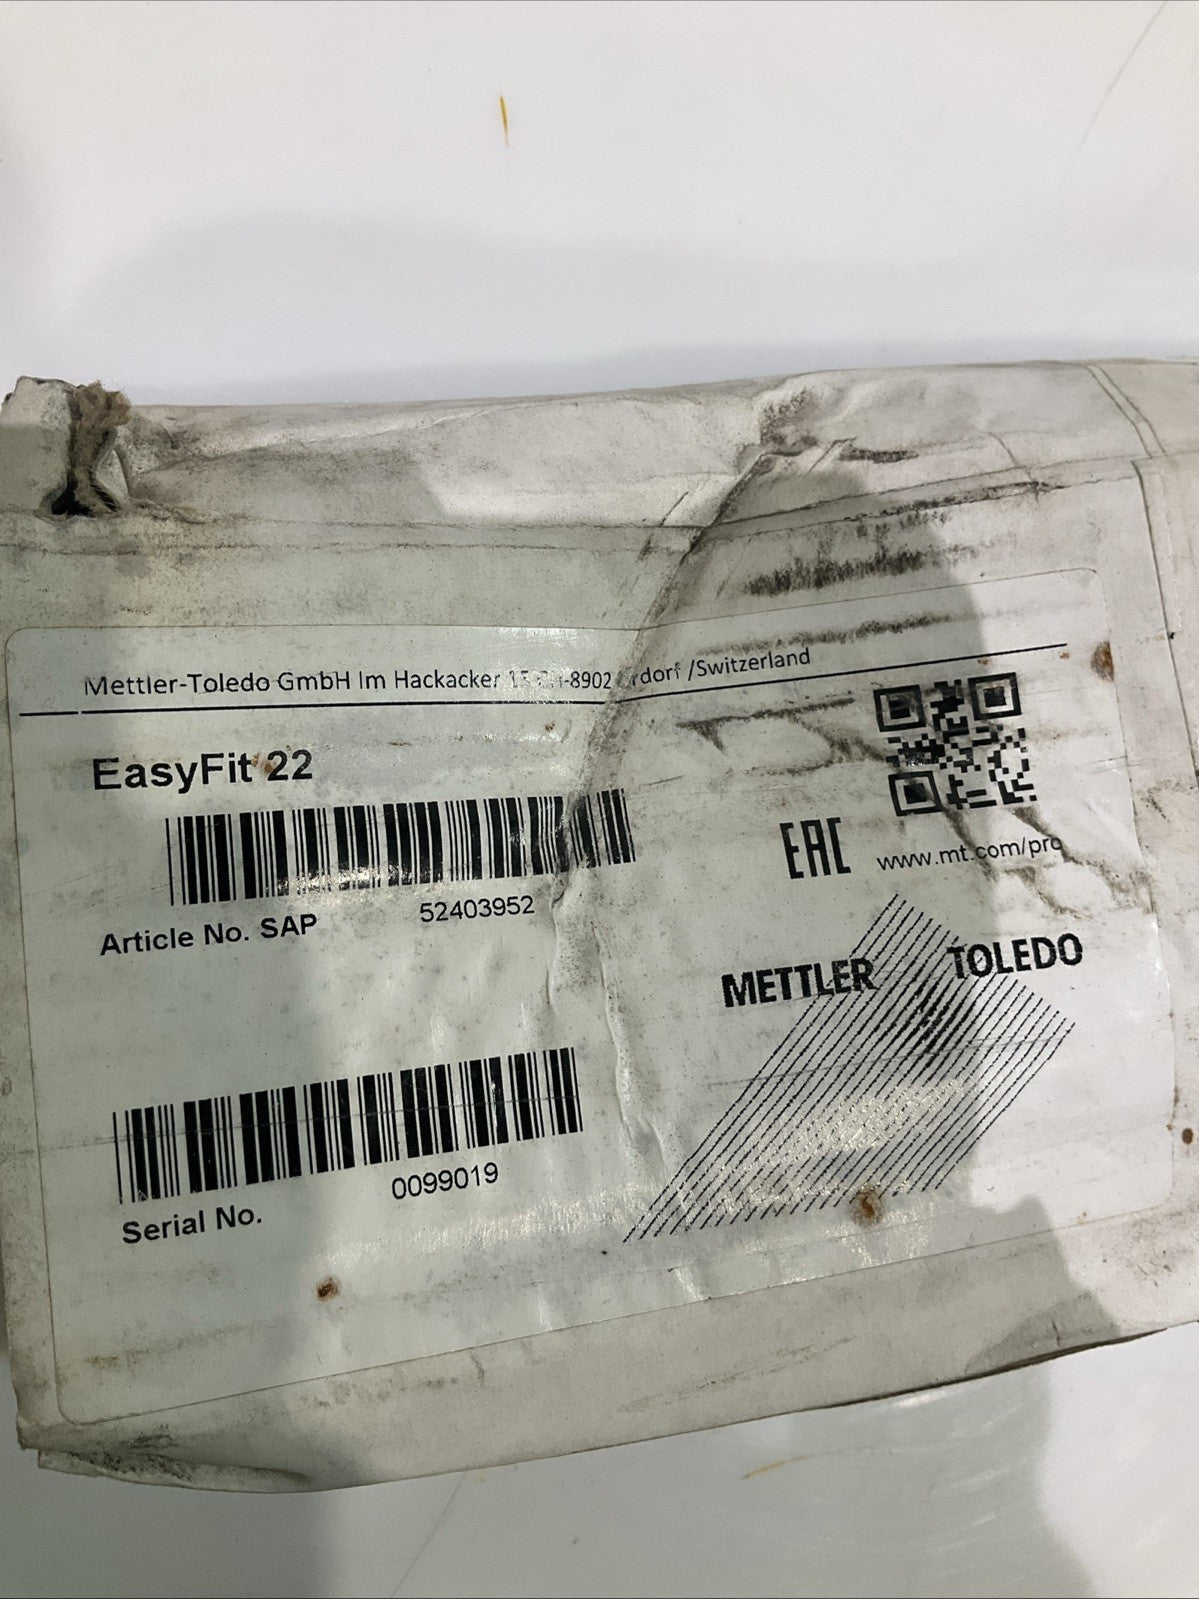 Mettler-Toledo GmbH Im Hackacker /Switzerland
EasyFit 22
Article No. SAP 52403952
EAC
www.mt.com/pro
METTLER TOLEDO
0099019
Serial No.